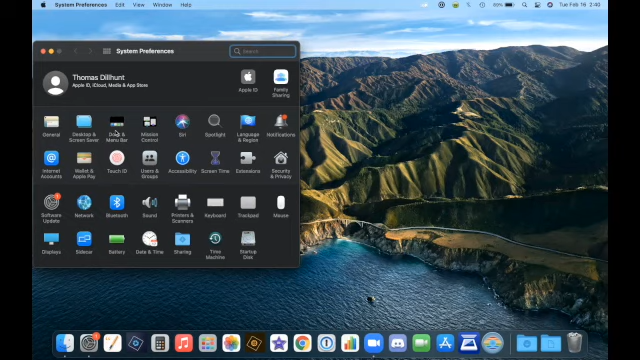 System Preferences Edit View Window Help
Tue Feb 16 2:40
System Preferences
Search
Thomas Dillhunt
Apple ID, iCloud, Media & App Store
Apple ID
Family Sharing
General
Desktop & Screen Saver
Dock & Menu Bar
Mission Control
Siri
Spotlight
Language & Region
Notifications
Internet Accounts
Wallet & Apple Pay
Touch ID
Users & Groups
Accessibility
Screen Time
Extensions
Security & Privacy
Software Update
Network
Bluetooth
Sound
Printers & Scanners
Keyboard
Trackpad
Mouse
Displays
Sidecar
Battery
Date & Time
Sharing
Time Machine
Startup Disk